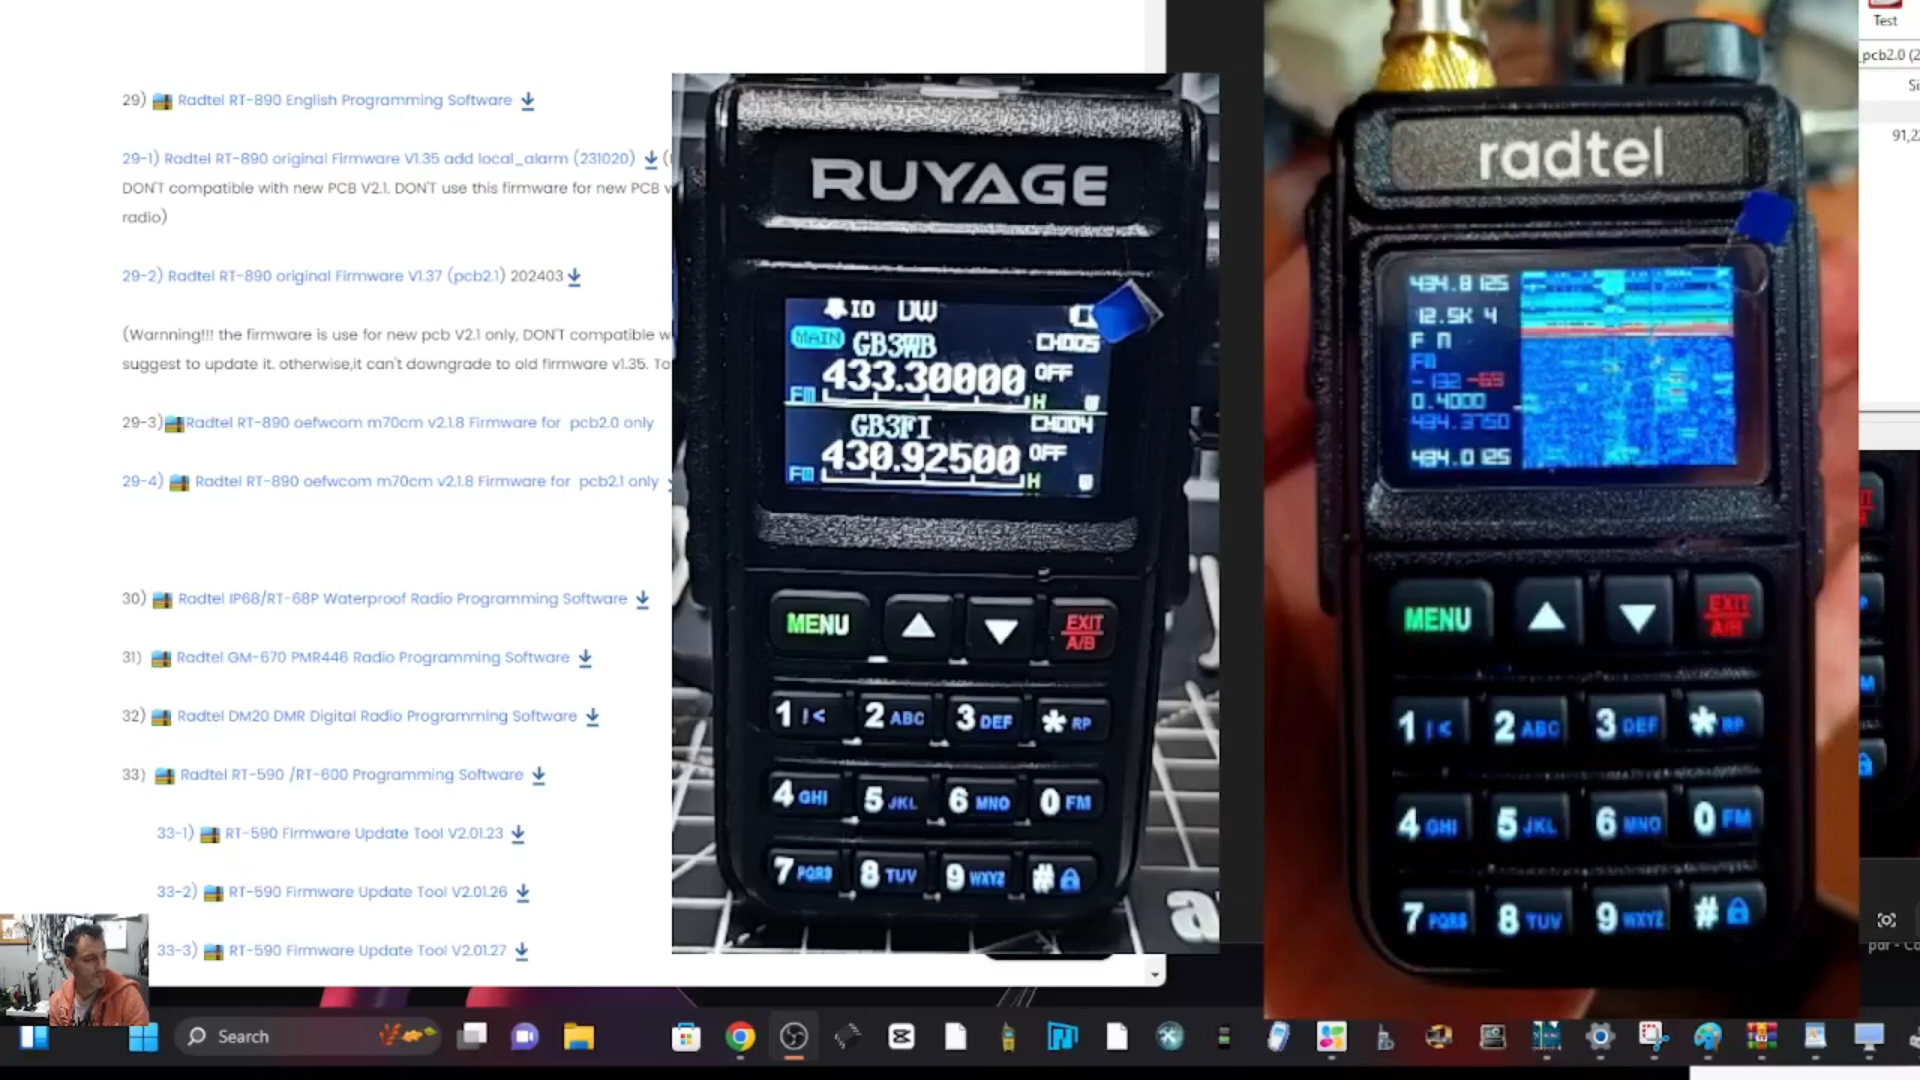 29) Radtel RT-890 English Programming Software
29-1) Radtel RT-890 original Firmware V1.35 add local_alarm (231020)
DON'T compatible with new PCB V2.1. DON'T use this firmware for new PCB v
radio)
29-2) Radtel RT-890 original Firmware V1.37 (pcb2.1) 202403
(Warnning!!! the firmware is use for new pcb V2.1 only, DON'T compatible w
suggest to update it. otherwise,it can't downgrade to old firmware v1.35. To
29-3) Radtel RT-890 oefwcom m70cm v2.1.8 Firmware for pcb2.0 only
29-4) Radtel RT-890 oefwcom m70cm v2.1.8 Firmware for pcb2.1 only
30) Radtel IP68/RT-68P Waterproof Radio Programming Software
31) Radtel GM-670 PMR446 Radio Programming Software
32) Radtel DM20 DMR Digital Radio Programming Software
33) Radtel RT-590 /RT-600 Programming Software
33-1) RT-590 Firmware Update Tool V2.01.23
33-2) RT-590 Firmware Update Tool V2.01.26
33-3) RT-590 Firmware Update Tool V2.01.27
RUYAGE
ID DW
MAIN GB3WB CH005
433.30000 OFF
FM H
GB3FI CH004
430.92500 OFF
FM H
MENU EXIT A/B
1 !< 2 ABC 3 DEF * RP
4 GHI 5 JKL 6 MNO 0 FM
7 PQRS 8 TUV 9 WXYZ #
radtel
434.8125
12.5K 4
F N
FM
-132 -69
0.4000
434.3750
434.0125
MENU EXIT A/B
1 !< 2 ABC 3 DEF * RP
4 GHI 5 JKL 6 MNO 0 FM
7 PQRS 8 TUV 9 WXYZ #
Test
pcb2.0 (2
Si
91,2
Search